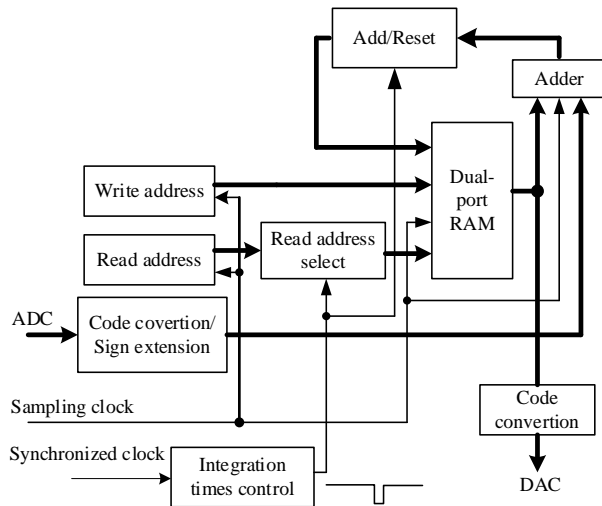 Add/Reset
Adder
Dual-
port
RAM
Write address
Read address
Read address
select
ADC
Code covertion/
Sign extension
Sampling clock
Code
convertion
Synchronized clock
Integration
times control
DAC